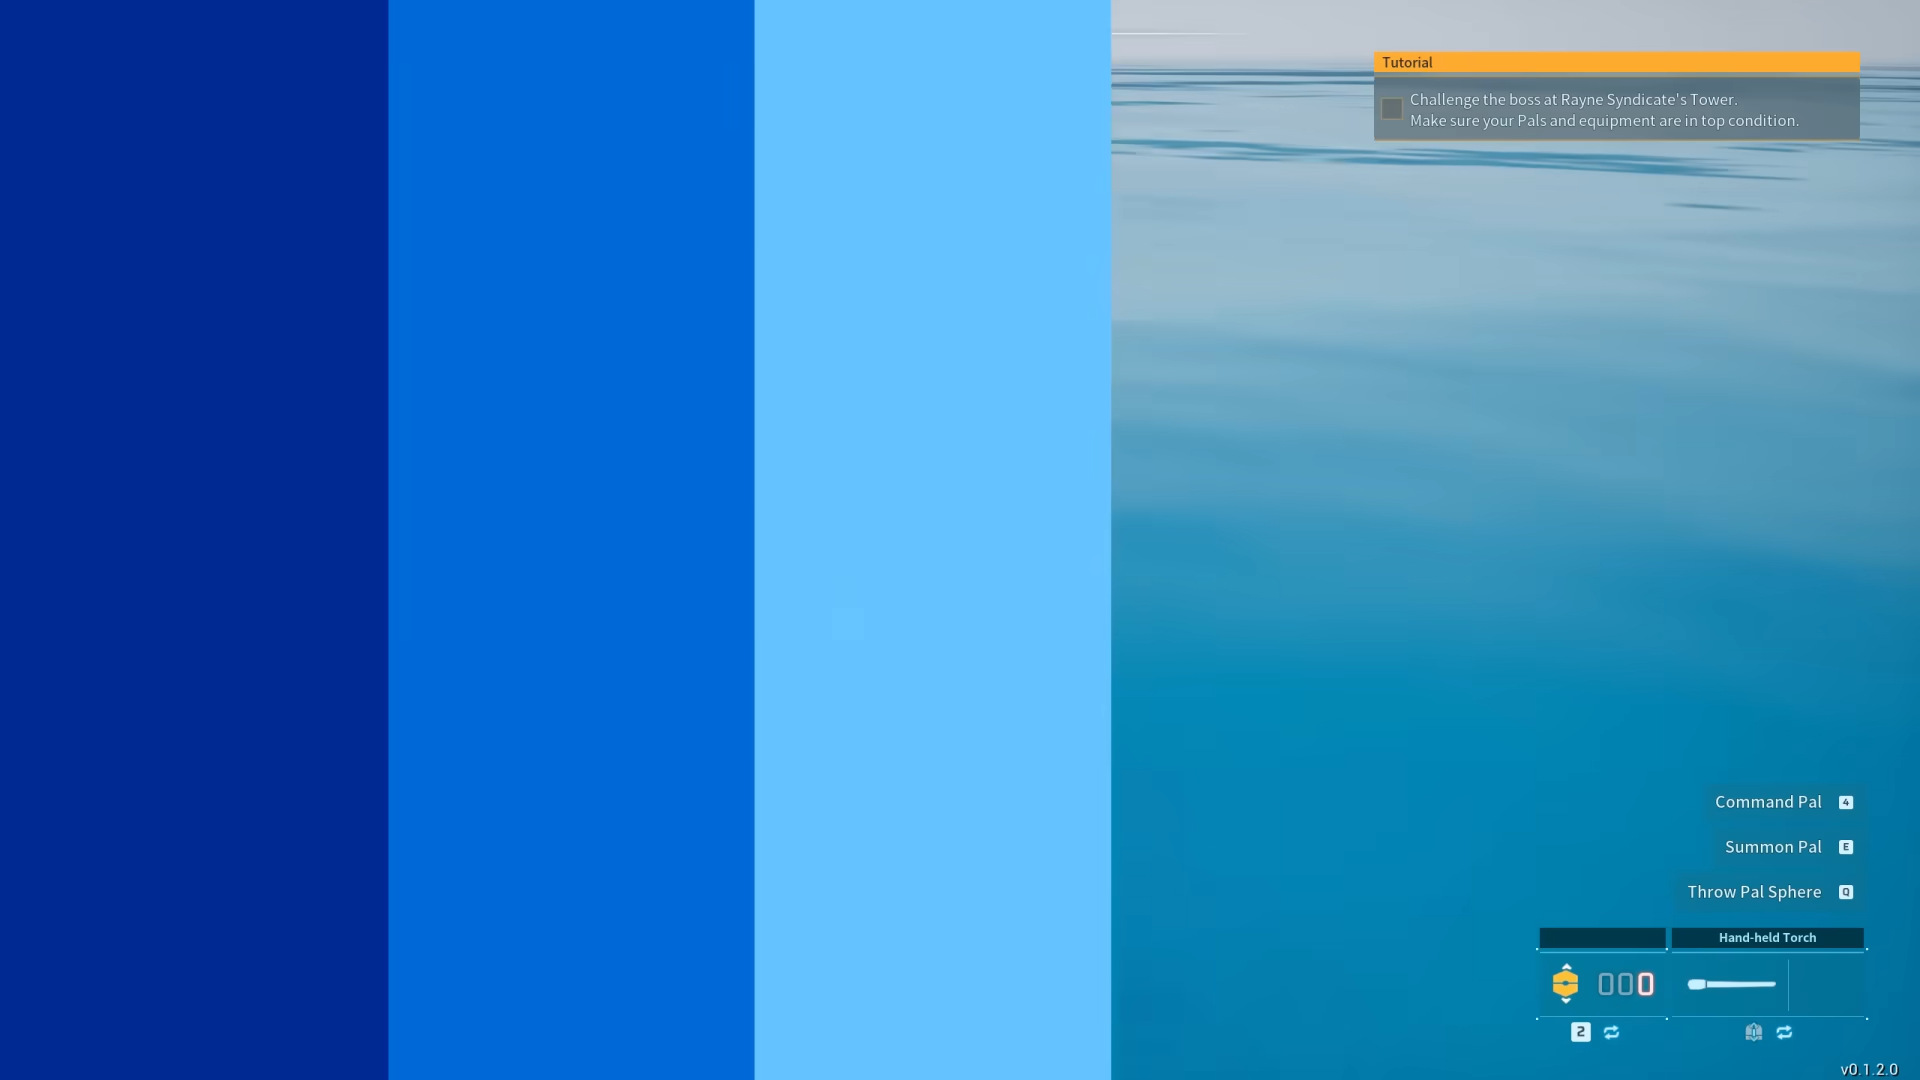 Tutorial
Challenge the boss at Rayne Syndicate's Tower.
Make sure your Pals and equipment are in top condition.
Command Pal 4
Summon Pal E
Throw Pal Sphere Q
Hand-held Torch
000
2
v0.1.2.0